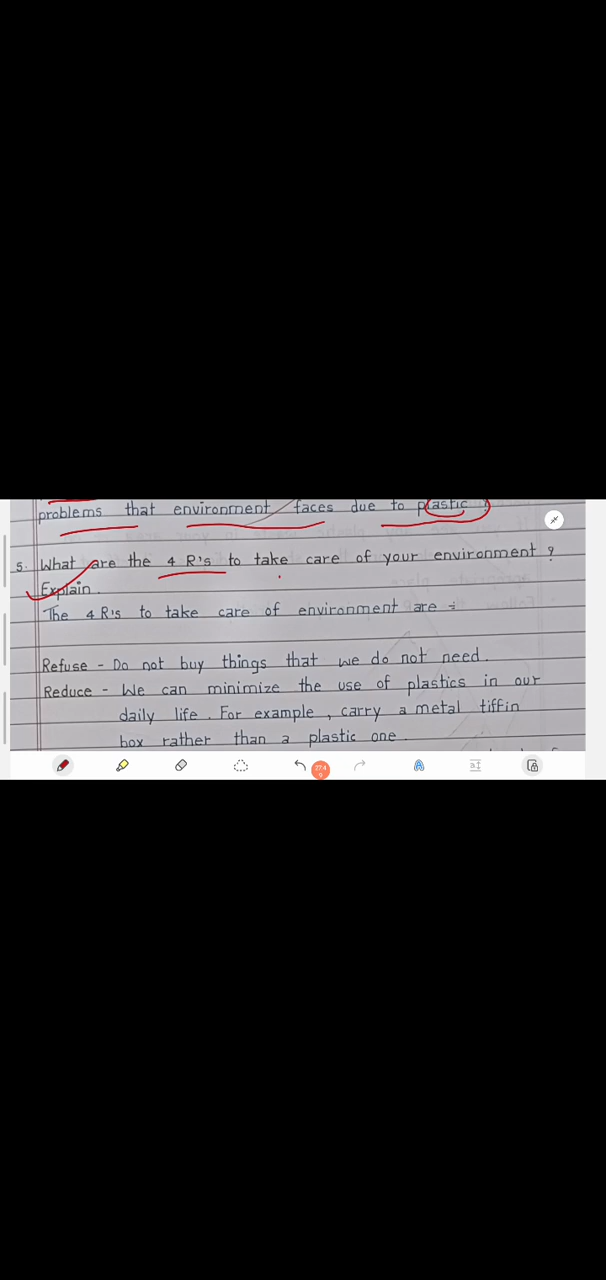 problems that environment faces due to plastic ?
5. What are the 4 R's to take care of your environment ?
Explain.
The 4 R's to take care of environment are :-
Refuse - Do not buy things that we do not need.
Reduce - We can minimize the use of plastics in our
daily life. For example, carry a metal tiffin
box rather than a plastic one.